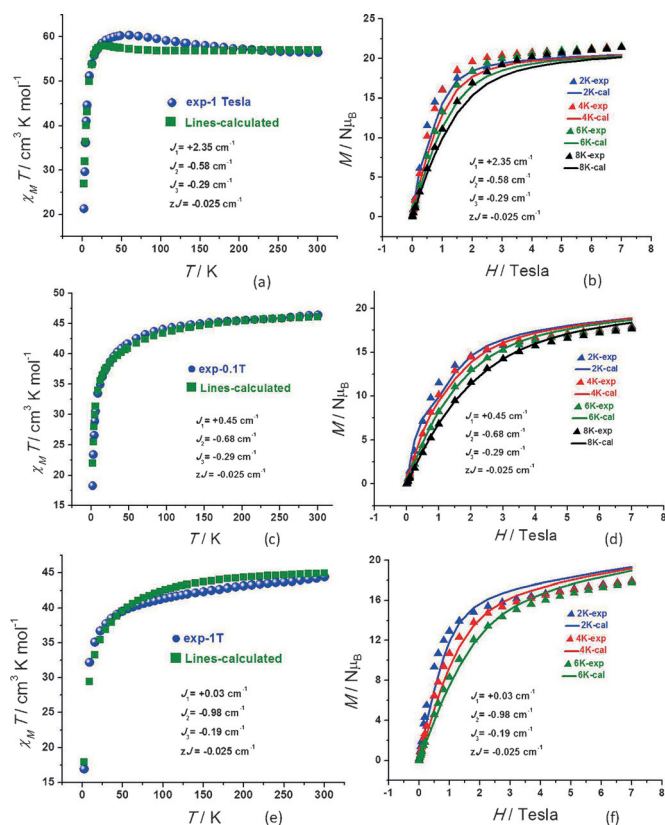 60
50
40
30
20
χM T / cm³ K mol⁻¹
exp-1 Tesla
Lines-calculated
J₁ = +2.35 cm⁻¹
J₂ = -0.58 cm⁻¹
J₃ = -0.29 cm⁻¹
zJ = -0.025 cm⁻¹
0 50 100 150 200 250 300
T / K
(a)
25
20
15
10
5
0
M / NμB
2K-exp
2K-cal
4K-exp
4K-cal
6K-exp
6K-cal
8K-exp
8K-cal
J₁ = +2.35 cm⁻¹
J₂ = -0.58 cm⁻¹
J₃ = -0.29 cm⁻¹
zJ = -0.025 cm⁻¹
-1 0 1 2 3 4 5 6 7 8
H / Tesla
(b)
50
45
40
35
30
25
20
15
χM T / cm³ K mol⁻¹
exp-0.1T
Lines-calculated
J₁ = +0.45 cm⁻¹
J₂ = -0.68 cm⁻¹
J₃ = -0.29 cm⁻¹
zJ = -0.025 cm⁻¹
0 50 100 150 200 250 300
T / K
(c)
20
15
10
5
0
M / NμB
2K-exp
2K-cal
4K-exp
4K-cal
6K-exp
6K-cal
8K-exp
8K-cal
J₁ = +0.45 cm⁻¹
J₂ = -0.68 cm⁻¹
J₃ = -0.29 cm⁻¹
zJ = -0.025 cm⁻¹
-1 0 1 2 3 4 5 6 7 8
H / Tesla
(d)
45
40
35
30
25
20
15
χM T / cm³ K mol⁻¹
exp-1T
Lines-calculated
J₁ = +0.03 cm⁻¹
J₂ = -0.98 cm⁻¹
J₃ = -0.19 cm⁻¹
zJ = -0.025 cm⁻¹
0 50 100 150 200 250 300
T / K
(e)
20
16
12
8
4
0
M / NμB
2K-exp
2K-cal
4K-exp
4K-cal
6K-exp
6K-cal
J₁ = +0.03 cm⁻¹
J₂ = -0.98 cm⁻¹
J₃ = -0.19 cm⁻¹
zJ = -0.025 cm⁻¹
-1 0 1 2 3 4 5 6 7 8
H / Tesla
(f)